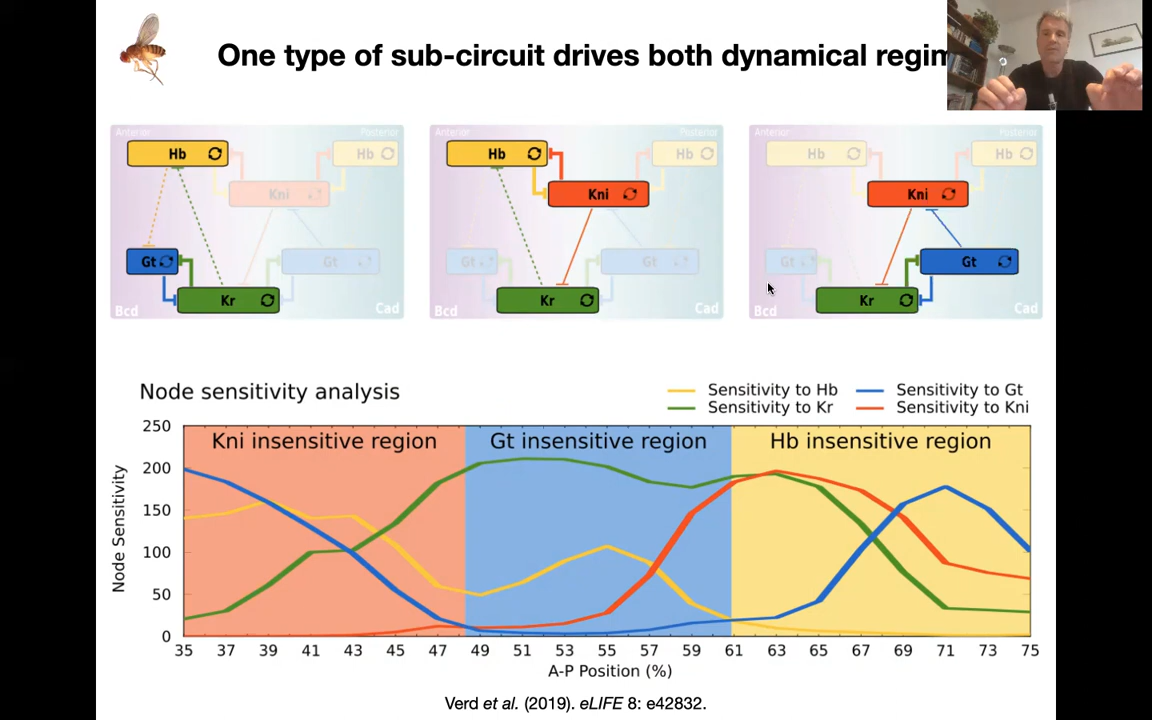 One type of sub-circuit drives both dynamical regim
Anterior
Posterior
Hb
Hb
Kni
Gt
Gt
Kr
Bcd
Cad
Anterior
Posterior
Hb
Hb
Kni
Gt
Gt
Kr
Bcd
Cad
Anterior
Posterior
Hb
Hb
Kni
Gt
Gt
Kr
Bcd
Cad
Node sensitivity analysis
Sensitivity to Hb
Sensitivity to Gt
Sensitivity to Kr
Sensitivity to Kni
Kni insensitive region
Gt insensitive region
Hb insensitive region
Node Sensitivity
250
200
150
100
50
0
35 37 39 41 43 45 47 49 51 53 55 57 59 61 63 65 67 69 71 73 75
A-P Position (%)
Verd et al. (2019). eLIFE 8: e42832.